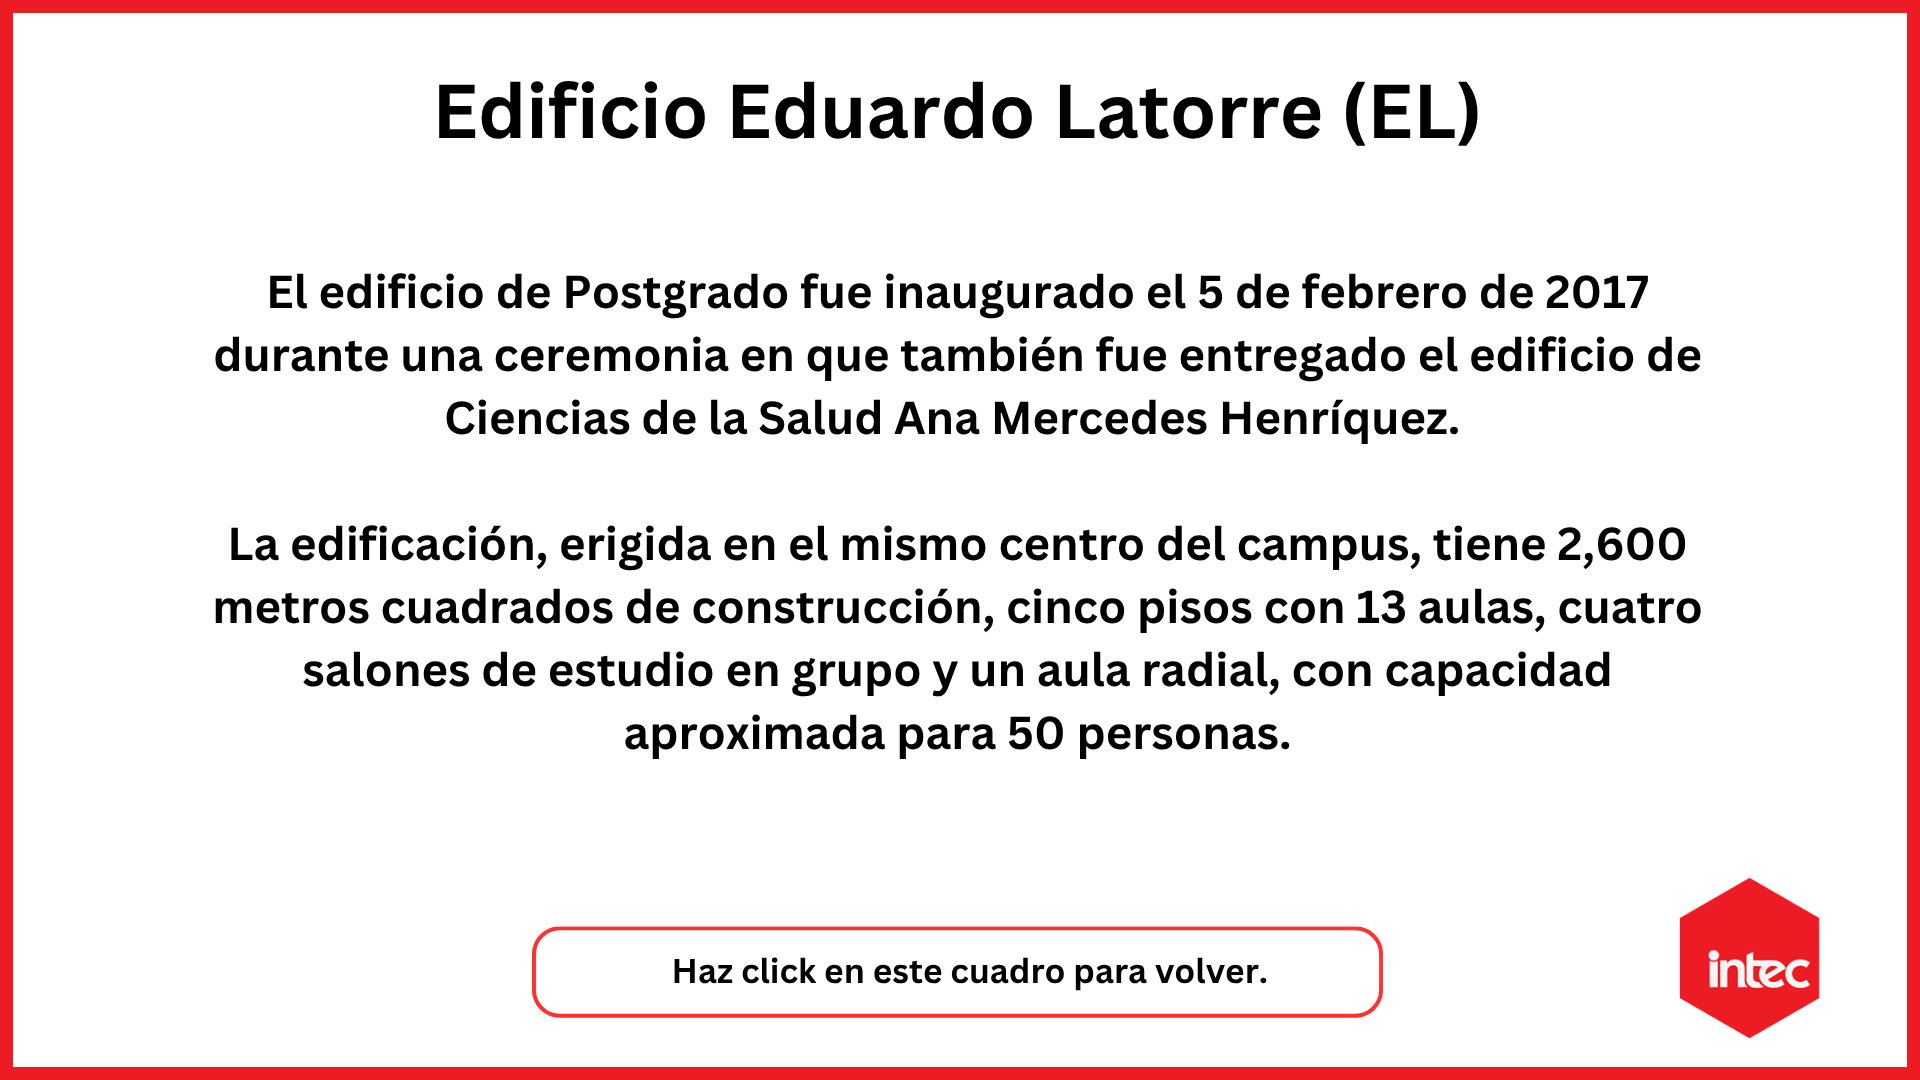 Edificio Eduardo Latorre (EL)
El edificio de Postgrado fue inaugurado el 5 de febrero de 2017
durante una ceremonia en que también fue entregado el edificio de
Ciencias de la Salud Ana Mercedes Henríquez.
La edificación, erigida en el mismo centro del campus, tiene 2,600
metros cuadrados de construcción, cinco pisos con 13 aulas, cuatro
salones de estudio en grupo y un aula radial, con capacidad
aproximada para 50 personas.
Haz click en este cuadro para volver.
intec